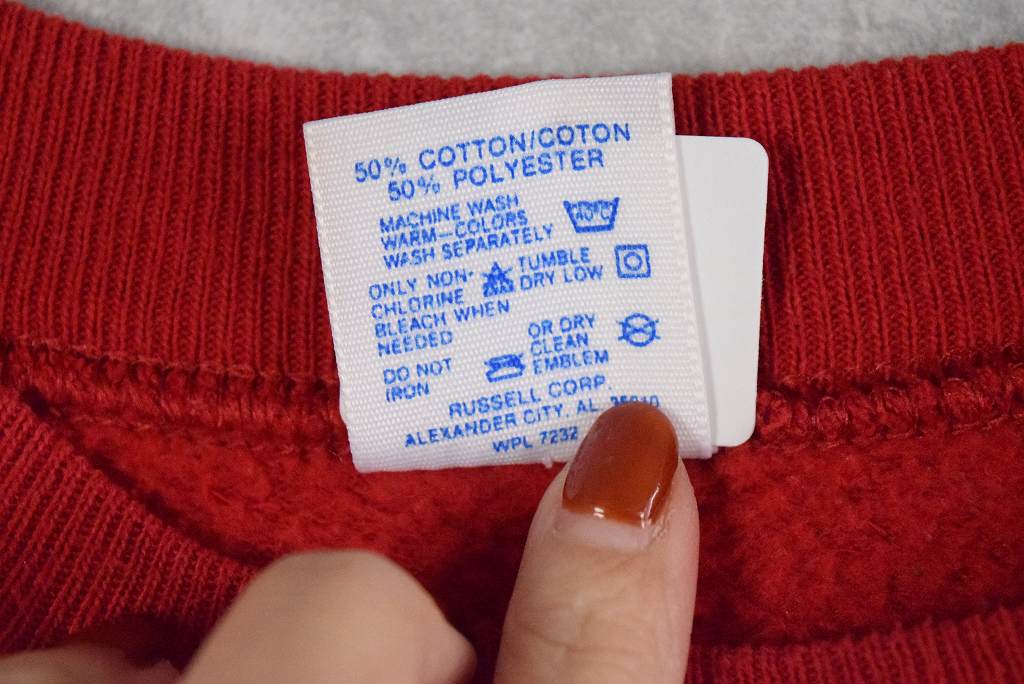 50% COTTON/COTON
50% POLYESTER
MACHINE WASH
WARM-COLORS
WASH SEPARATELY
40°C
ONLY NON-
CHLORINE
BLEACH WHEN
NEEDED
TUMBLE
DRY LOW
DO NOT
IRON
OR DRY
CLEAN
EMBLEM
RUSSELL CORP.
ALEXANDER CITY, AL.
WPL 7232